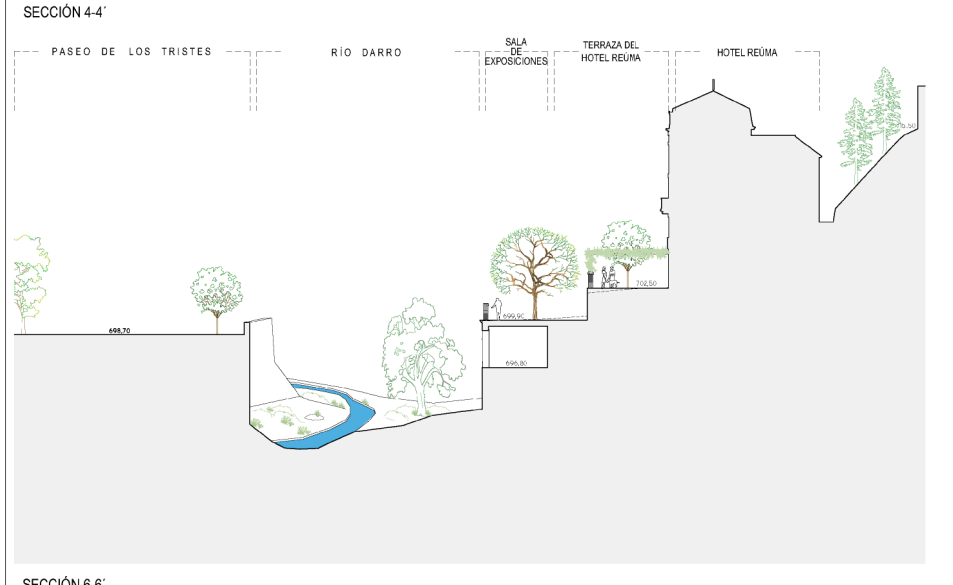 SECCIÓN 4-4´
PASEO DE LOS TRISTES
RÍO DARRO
SALA
DE
EXPOSICIONES
TERRAZA DEL
HOTEL REÚMA
HOTEL REÚMA
702,50
699,90
698,70
696,80
SECCIÓN 6-6´